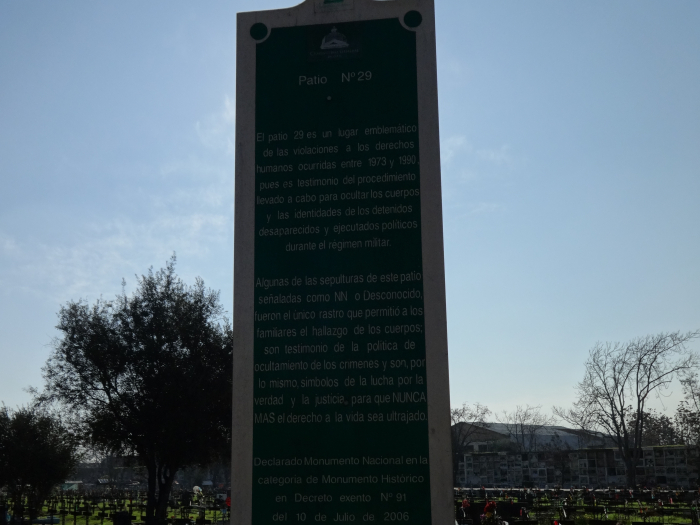 Patio Nº29
El patio 29 es un lugar emblemático
de las violaciones a los derechos
humanos ocurridas entre 1973 y 1990,
pues es testimonio del procedimiento
llevado a cabo para ocultar los cuerpos
y las identidades de los detenidos
desaparecidos y ejecutados políticos
durante el régimen militar.
Algunas de las sepulturas de este patio
señaladas como NN o Desconocido,
fueron el único rastro que permitió a los
familiares el hallazgo de los cuerpos;
son testimonio de la política de
ocultamiento de los crimenes y son, por
lo mismo, símbolos de la lucha por la
verdad y la justicia, para que NUNCA
MAS el derecho a la vida sea ultrajado.
Declarado Monumento Nacional en la
categoría de Monumento Histórico
en Decreto exento Nº 91
del 10 de Julio de 2006